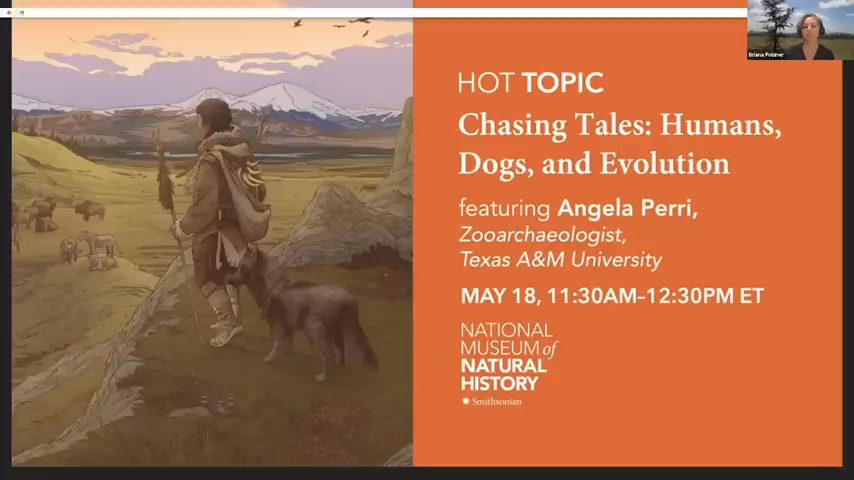 HOT TOPIC
Chasing Tales: Humans,
Dogs, and Evolution
featuring Angela Perri,
Zooarchaeologist,
Texas A&M University
MAY 18, 11:30AM–12:30PM ET
NATIONAL
MUSEUM of
NATURAL
HISTORY
Smithsonian
Briana Pobiner